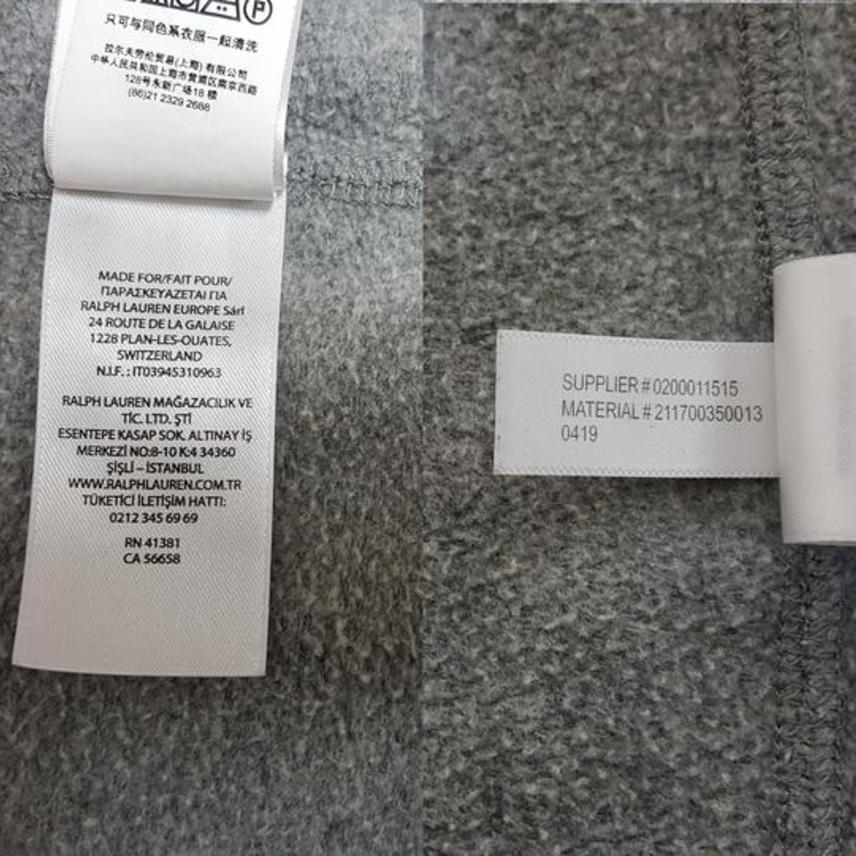 只可与同色系衣服一起清洗
拉尔夫劳伦贸易(上海)有限公司
中华人民共和国上海市黄浦区南京西路
128号永新广场18 楼
(86)21 2329 2688
MADE FOR/FAIT POUR/
ΠΑΡΑΣΚΕΥΑΖΕΤΑΙ ΓΙΑ
RALPH LAUREN EUROPE Sárl
24 ROUTE DE LA GALAISE
1228 PLAN-LES-OUATES,
SWITZERLAND
N.I.F. : IT03945310963
RALPH LAUREN MAĞAZACILIK VE
TİC. LTD. ŞTİ
ESENTEPE KASAP SOK. ALTINAY İŞ
MERKEZİ NO:8-10 K:4 34360
ŞİŞLİ – İSTANBUL
WWW.RALPHLAUREN.COM.TR
TÜKETİCİ İLETİŞİM HATTI:
0212 345 69 69
RN 41381
CA 56658
SUPPLIER # 0200011515
MATERIAL # 211700350013
0419